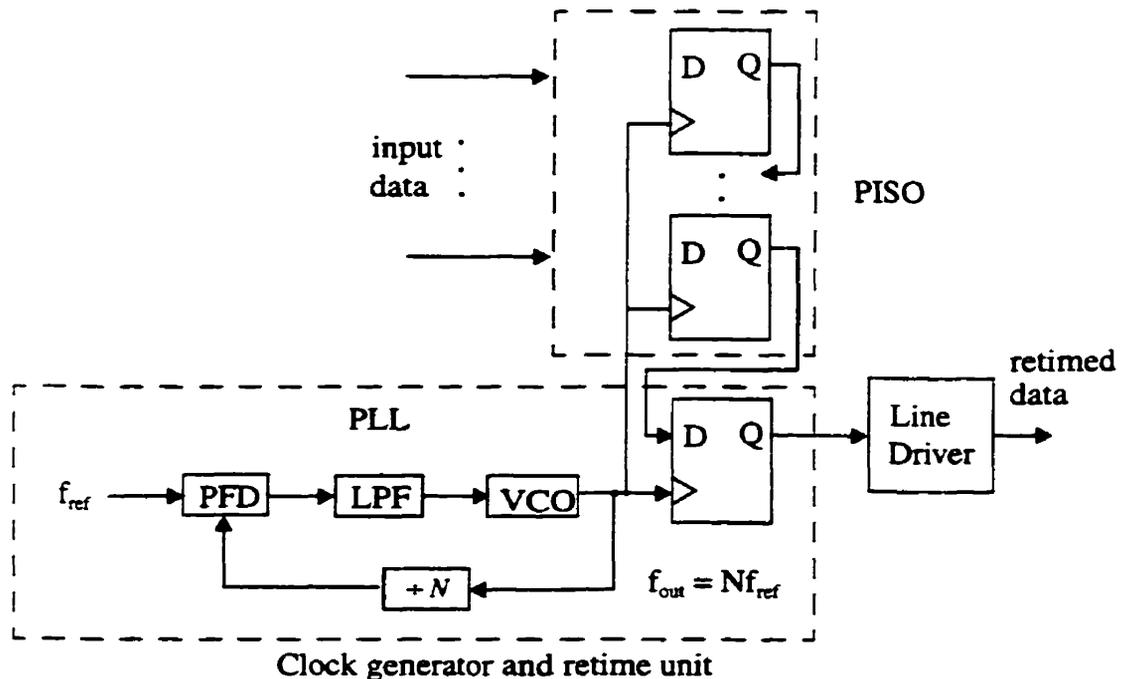 D Q
input
data
PISO
D Q
retimed
data
PLL
D Q
Line
Driver
f_ref
PFD
LPF
VCO
÷ N
f_out = Nf_ref
Clock generator and retime unit